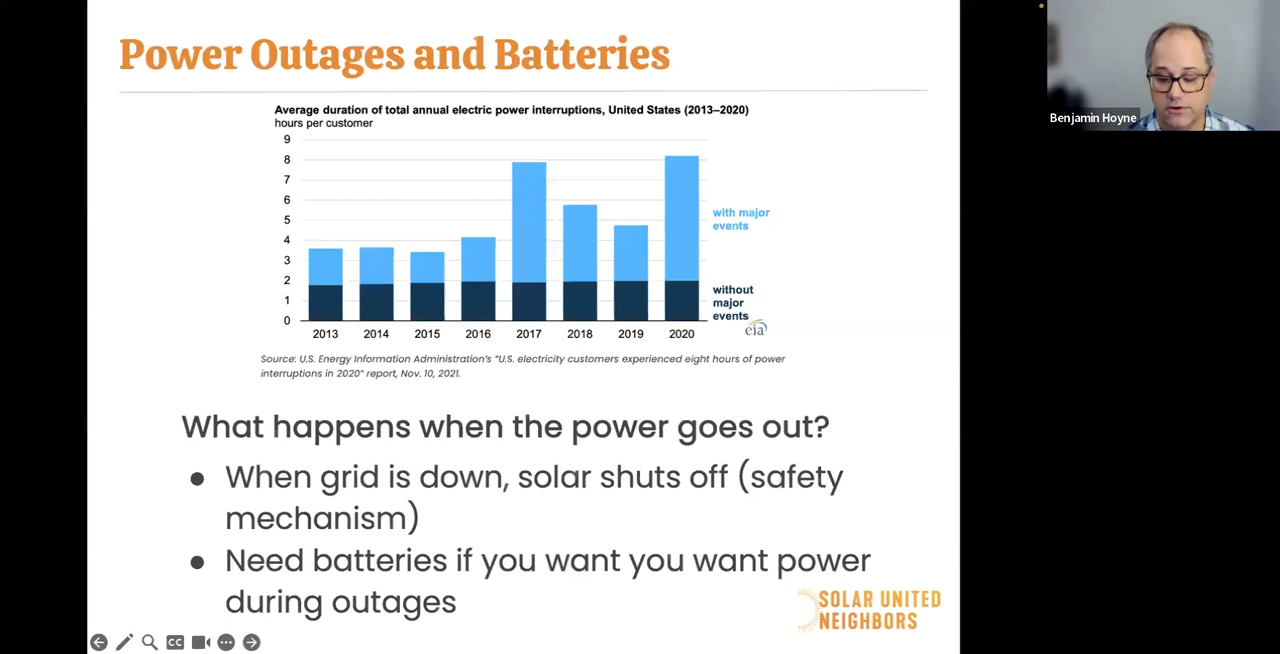 Power Outages and Batteries
Average duration of total annual electric power interruptions, United States (2013–2020)
hours per customer
9
8
7
6
5
4
3
2
1
0
with major
events
without
major
events
eia
2013 2014 2015 2016 2017 2018 2019 2020
Source: U.S. Energy Information Administration's "U.S. electricity customers experienced eight hours of power
interruptions in 2020" report, Nov. 10, 2021.
What happens when the power goes out?
● When grid is down, solar shuts off (safety
mechanism)
● Need batteries if you want you want power
during outages
SOLAR UNITED
NEIGHBORS
CC
Benjamin Hoyne